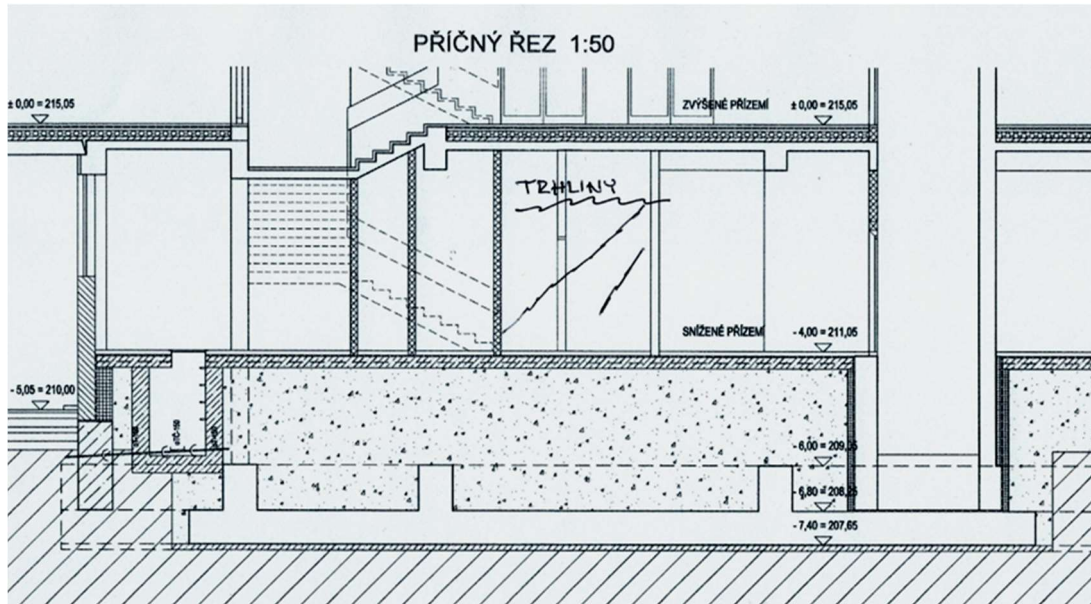 PŘÍČNÝ ŘEZ 1:50
± 0,00 = 215,05
ZVÝŠENÉ PŘÍZEMÍ ± 0,00 = 215,05
TRHLINY
SNÍŽENÉ PŘÍZEMÍ - 4,00 = 211,05
- 5,05 = 210,00
- 6,00 = 209,05
- 6,80 = 208,25
- 7,40 = 207,65